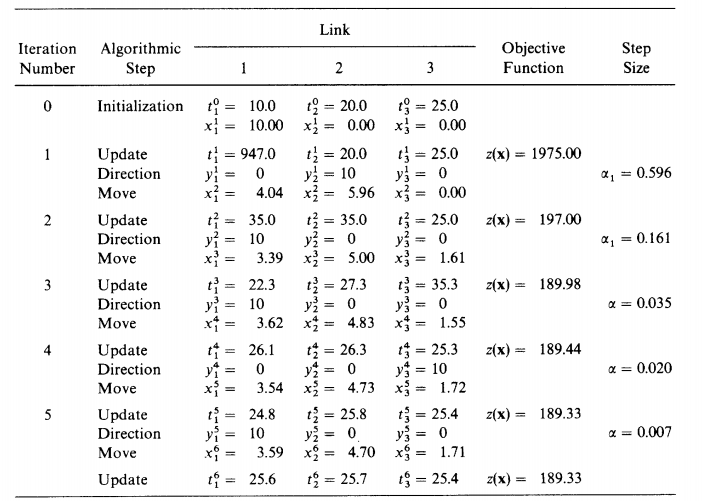 Link
Iteration Number Algorithmic Step 1 2 3 Objective Function Step Size
0 Initialization t₁⁰ = 10.0 t₂⁰ = 20.0 t₃⁰ = 25.0
x₁¹ = 10.00 x₂¹ = 0.00 x₃¹ = 0.00
1 Update t₁¹ = 947.0 t₂¹ = 20.0 t₃¹ = 25.0 z(x) = 1975.00
Direction y₁¹ = 0 y₂¹ = 10 y₃¹ = 0 α₁ = 0.596
Move x₁² = 4.04 x₂² = 5.96 x₃² = 0.00
2 Update t₁² = 35.0 t₂² = 35.0 t₃² = 25.0 z(x) = 197.00
Direction y₁² = 10 y₂² = 0 y₃² = 0 α₁ = 0.161
Move x₁³ = 3.39 x₂³ = 5.00 x₃³ = 1.61
3 Update t₁³ = 22.3 t₂³ = 27.3 t₃³ = 35.3 z(x) = 189.98
Direction y₁³ = 10 y₂³ = 0 y₃³ = 0 α = 0.035
Move x₁⁴ = 3.62 x₂⁴ = 4.83 x₃⁴ = 1.55
4 Update t₁⁴ = 26.1 t₂⁴ = 26.3 t₃⁴ = 25.3 z(x) = 189.44
Direction y₁⁴ = 0 y₂⁴ = 0 y₃⁴ = 10 α = 0.020
Move x₁⁵ = 3.54 x₂⁵ = 4.73 x₃⁵ = 1.72
5 Update t₁⁵ = 24.8 t₂⁵ = 25.8 t₃⁵ = 25.4 z(x) = 189.33
Direction y₁⁵ = 10 y₂⁵ = 0 y₃⁵ = 0 α = 0.007
Move x₁⁶ = 3.59 x₂⁶ = 4.70 x₃⁶ = 1.71
Update t₁⁶ = 25.6 t₂⁶ = 25.7 t₃⁶ = 25.4 z(x) = 189.33